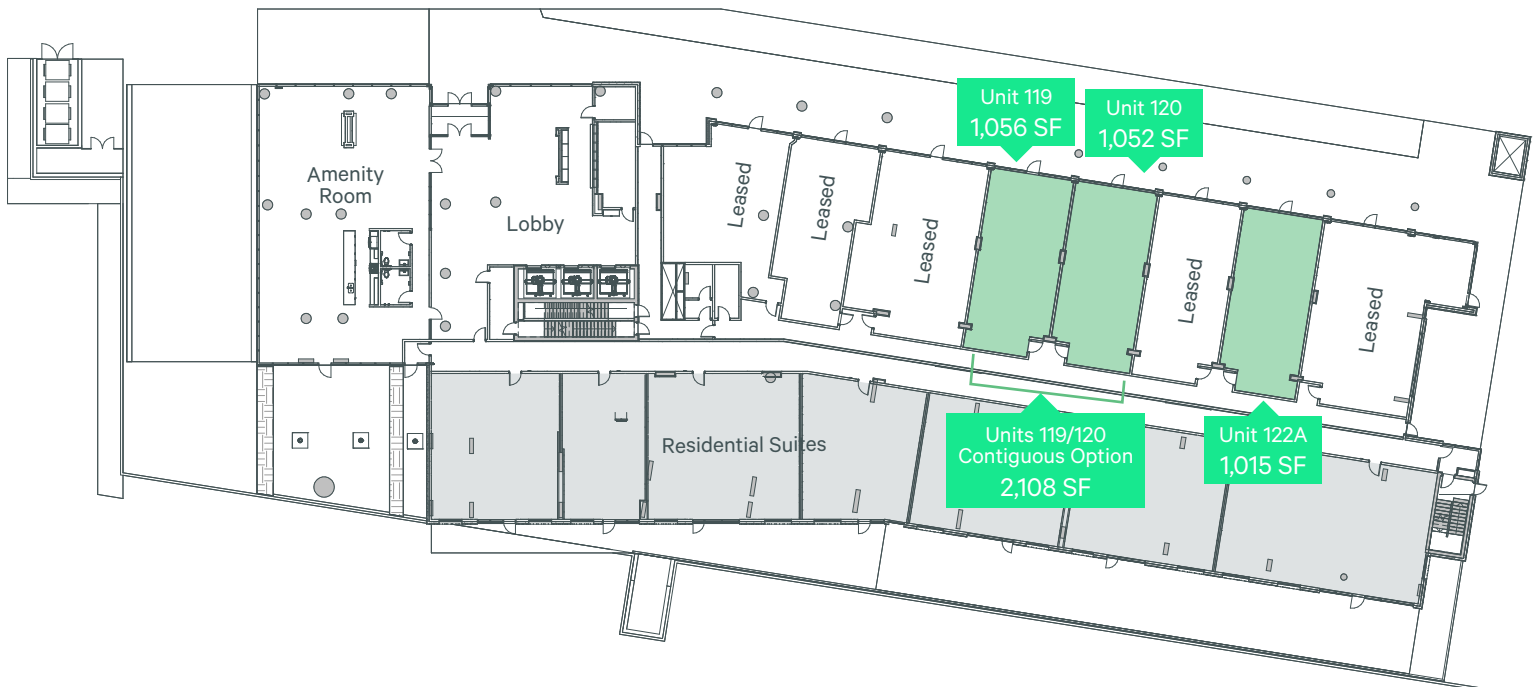 Unit 119
1,056 SF
Unit 120
1,052 SF
Amenity
Room
Lobby
Leased
Leased
Leased
Leased
Leased
Residential Suites
Units 119/120
Contiguous Option
2,108 SF
Unit 122A
1,015 SF